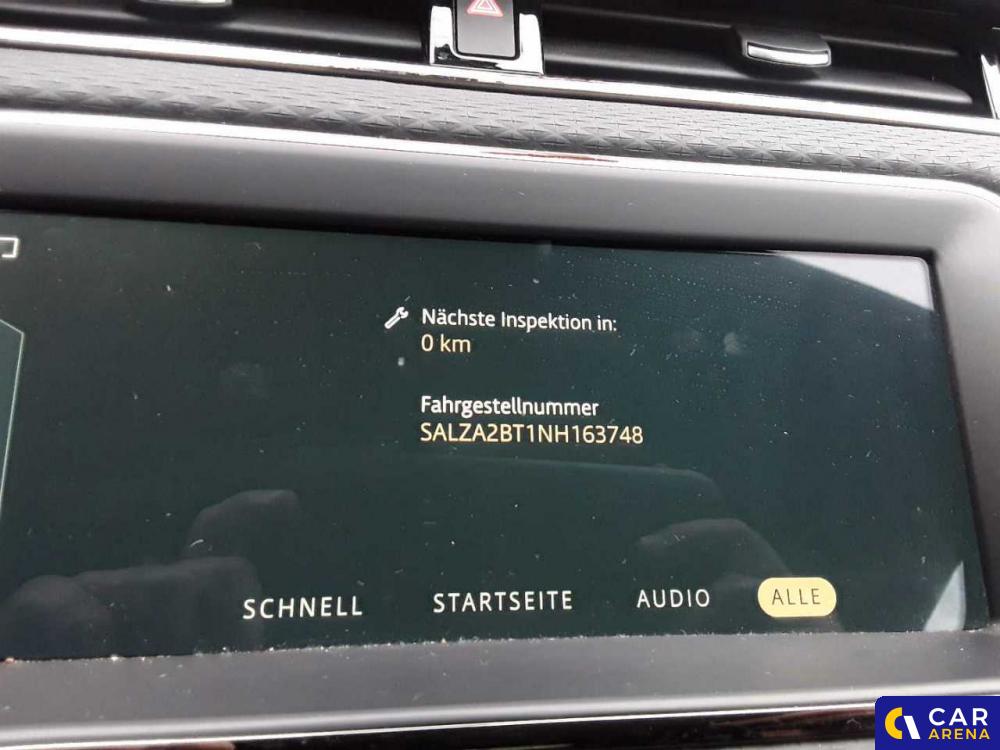 Nächste Inspektion in:
0 km
Fahrgestellnummer
SALZA2BT1NH163748
SCHNELL STARTSEITE AUDIO ALLE
CAR
ARENA